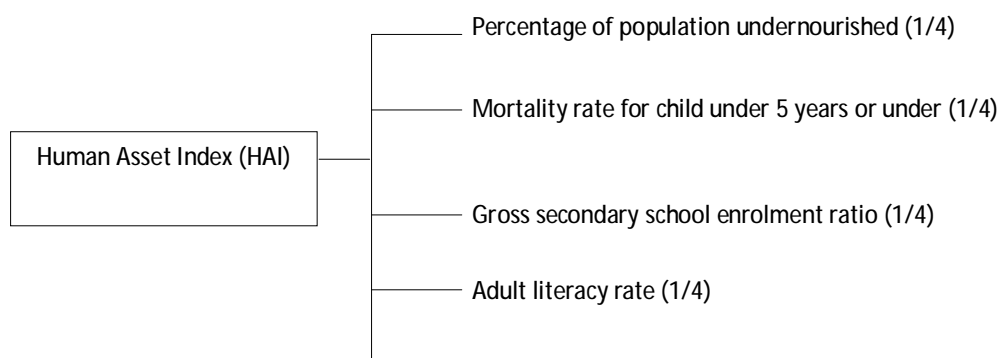 Percentage of population undernourished (1/4)
Mortality rate for child under 5 years or under (1/4)
Human Asset Index (HAI)
Gross secondary school enrolment ratio (1/4)
Adult literacy rate (1/4)